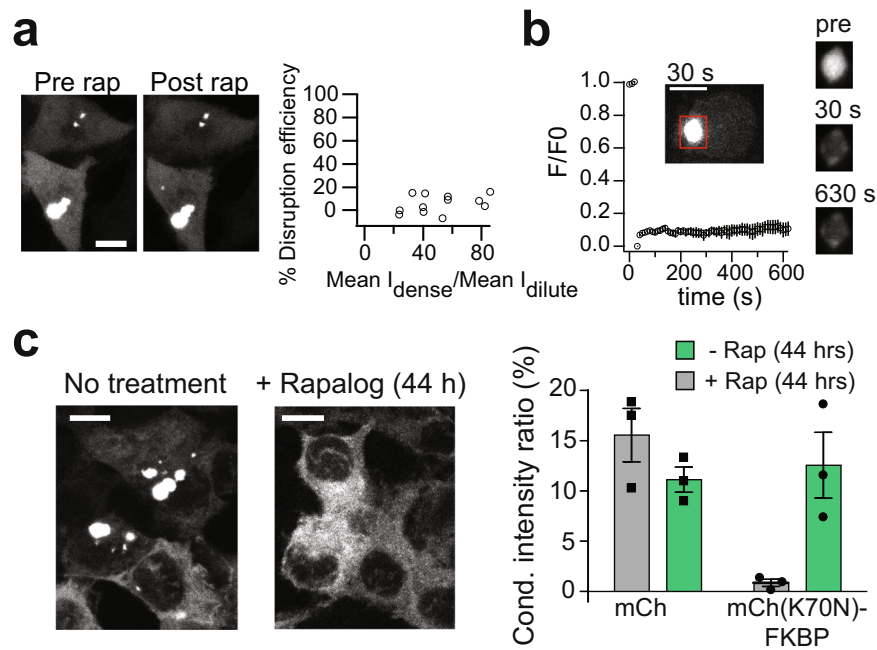 a
Pre rap
Post rap
% Disruption efficiency
100
80
60
40
20
0
0
40
80
Mean I dense/Mean I dilute
b
pre
30 s
630 s
30 s
F/F0
1.0
0.8
0.6
0.4
0.2
0.0
0
200
400
600
time (s)
c
No treatment
+ Rapalog (44 h)
- Rap (44 hrs)
+ Rap (44 hrs)
Cond. intensity ratio (%)
20
15
10
5
0
mCh
mCh(K70N)-
FKBP